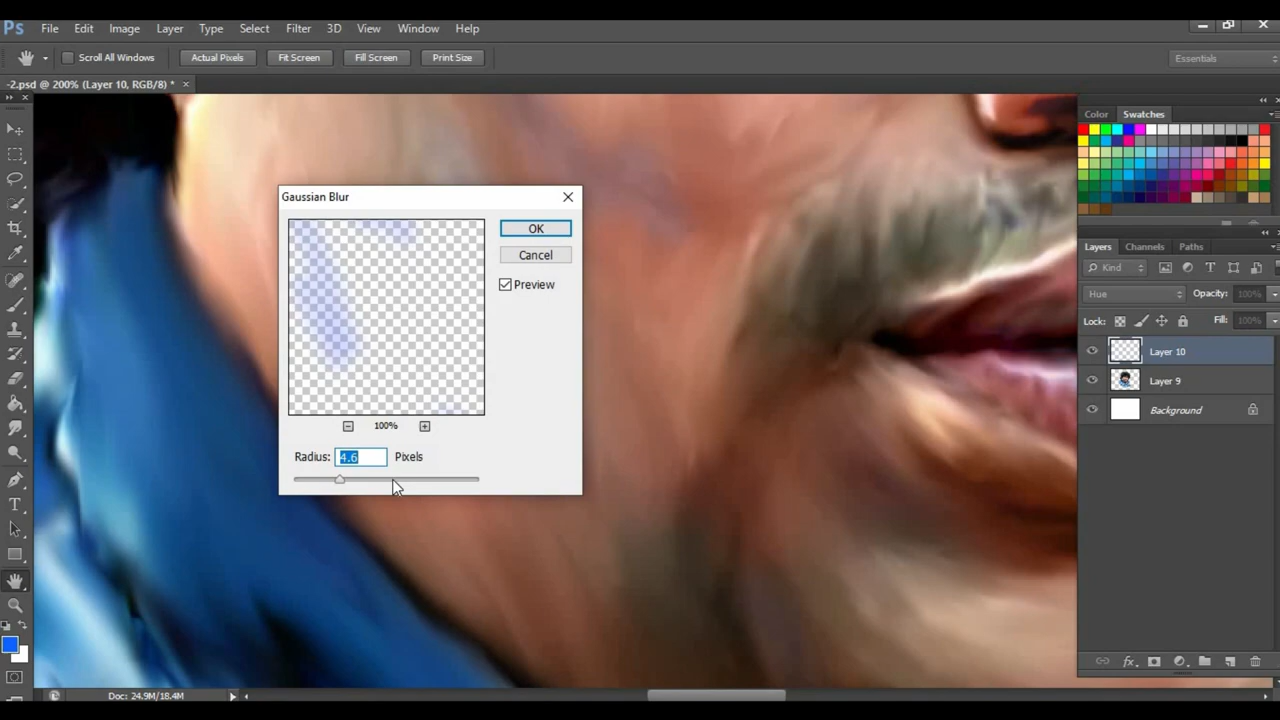 Ps File Edit Image Layer Type Select Filter 3D View Window Help
Scroll All Windows Actual Pixels Fit Screen Fill Screen Print Size Essentials
-2.psd @ 200% (Layer 10, RGB/8) * ×
Color Swatches
Gaussian Blur
OK
Cancel
Preview
100%
Radius: 4.6 Pixels
Layers Channels Paths
Kind
Hue Opacity: 100%
Lock: Fill: 100%
Layer 10
Layer 9
Background
fx
Doc: 24.9M/18.4M